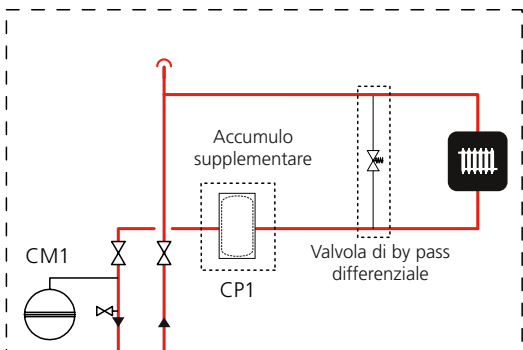 Accumulo
supplementare
CM1
Valvola di by pass
differenziale
CP1